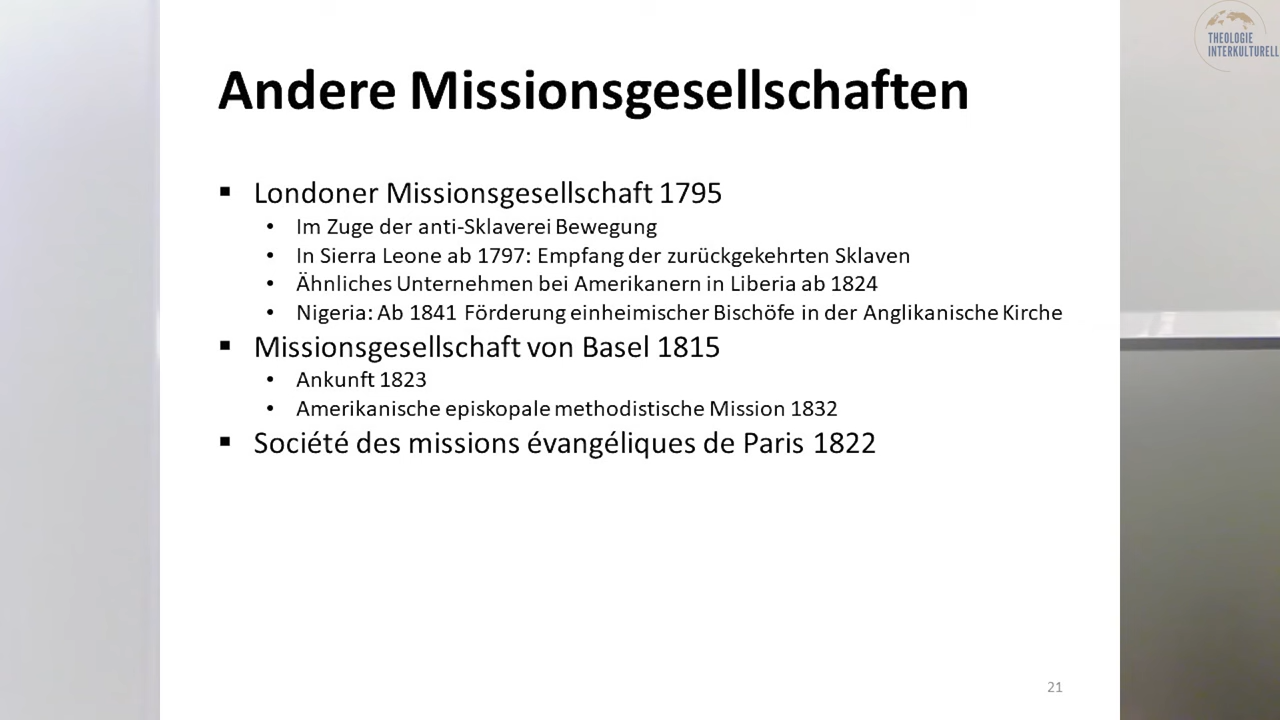 THEOLOGIE
INTERKULTURELL
Andere Missionsgesellschaften
▪ Londoner Missionsgesellschaft 1795
• Im Zuge der anti-Sklaverei Bewegung
• In Sierra Leone ab 1797: Empfang der zurückgekehrten Sklaven
• Ähnliches Unternehmen bei Amerikanern in Liberia ab 1824
• Nigeria: Ab 1841 Förderung einheimischer Bischöfe in der Anglikanische Kirche
▪ Missionsgesellschaft von Basel 1815
• Ankunft 1823
• Amerikanische episkopale methodistische Mission 1832
▪ Société des missions évangéliques de Paris 1822
21